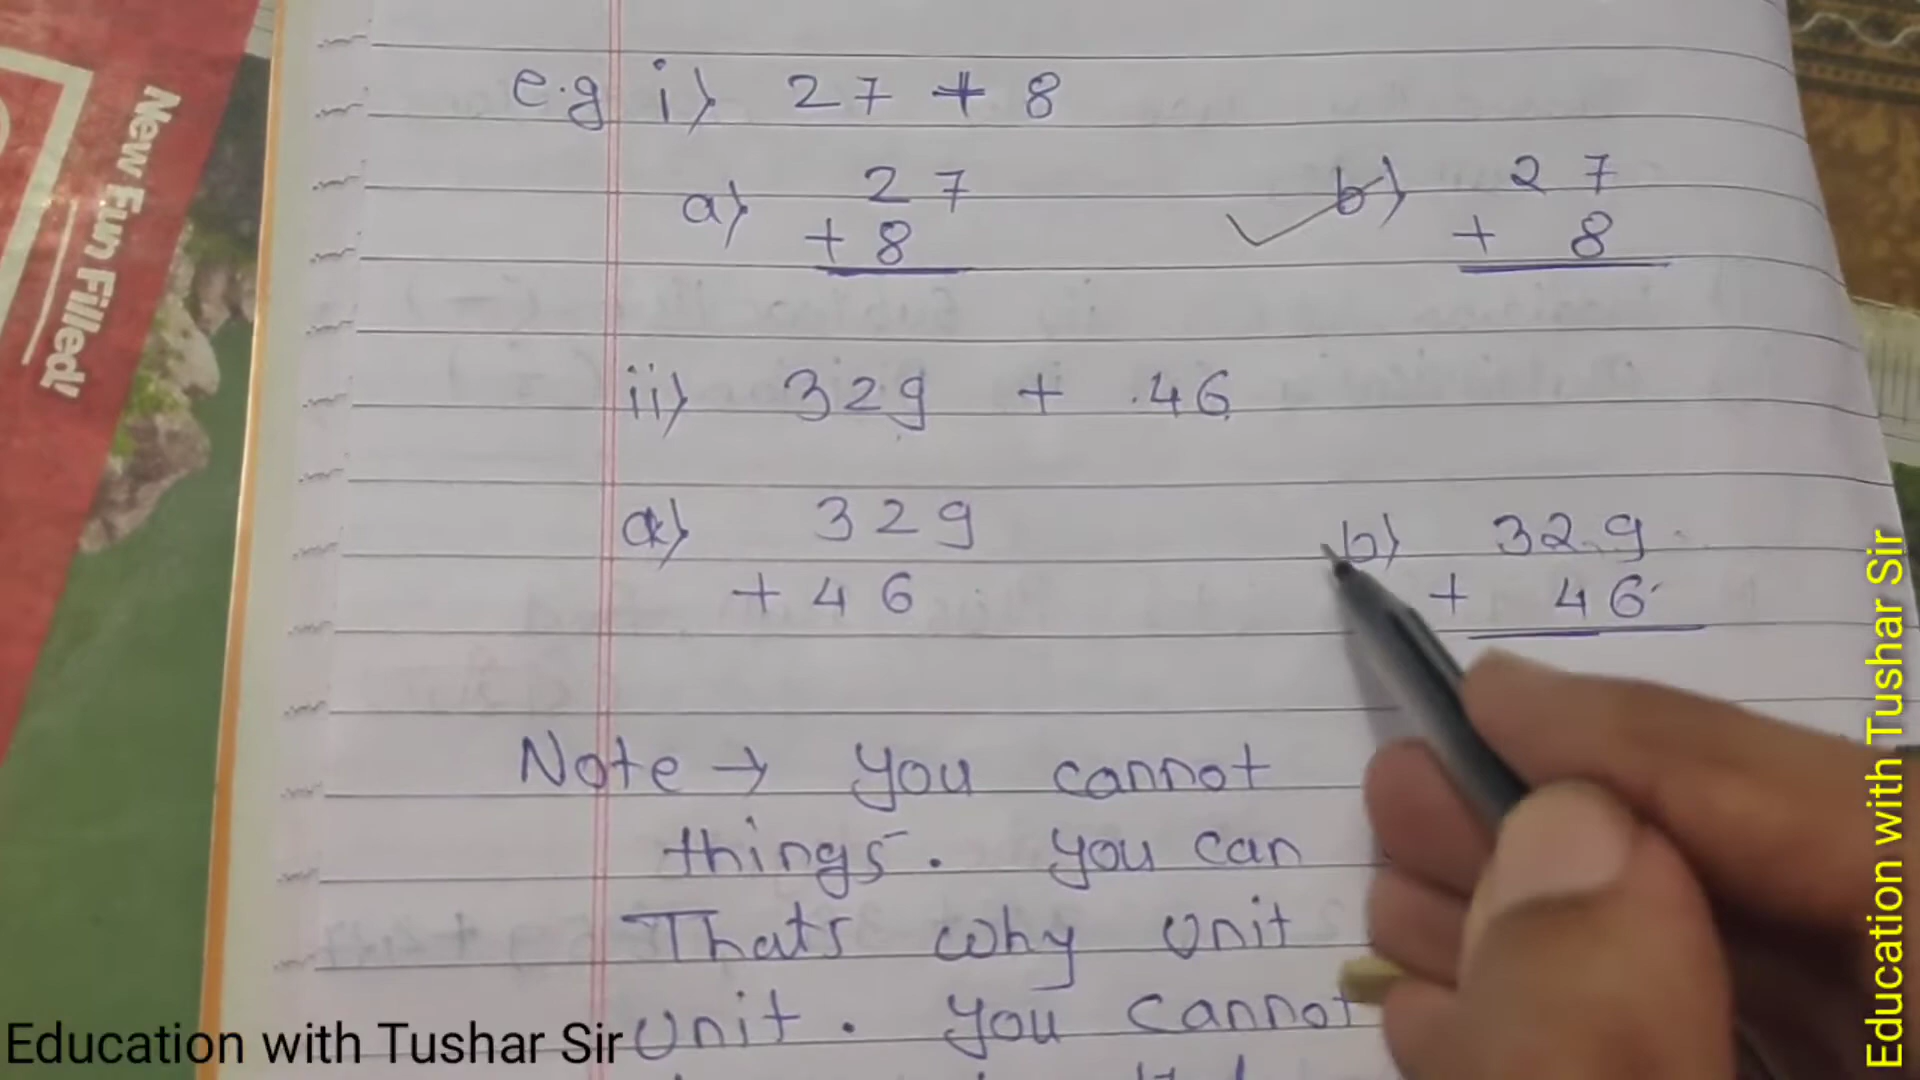 e.g i) 27 + 8
a) 27
+ 8
b) 27
+ 8
ii) 329 + 46
a) 329
+ 46
b) 329
+ 46
Note → You cannot
things. You can
Thats why Unit
Unit. You cannot
New Fun Filled!
Education with Tushar Sir
Education with Tushar Sir